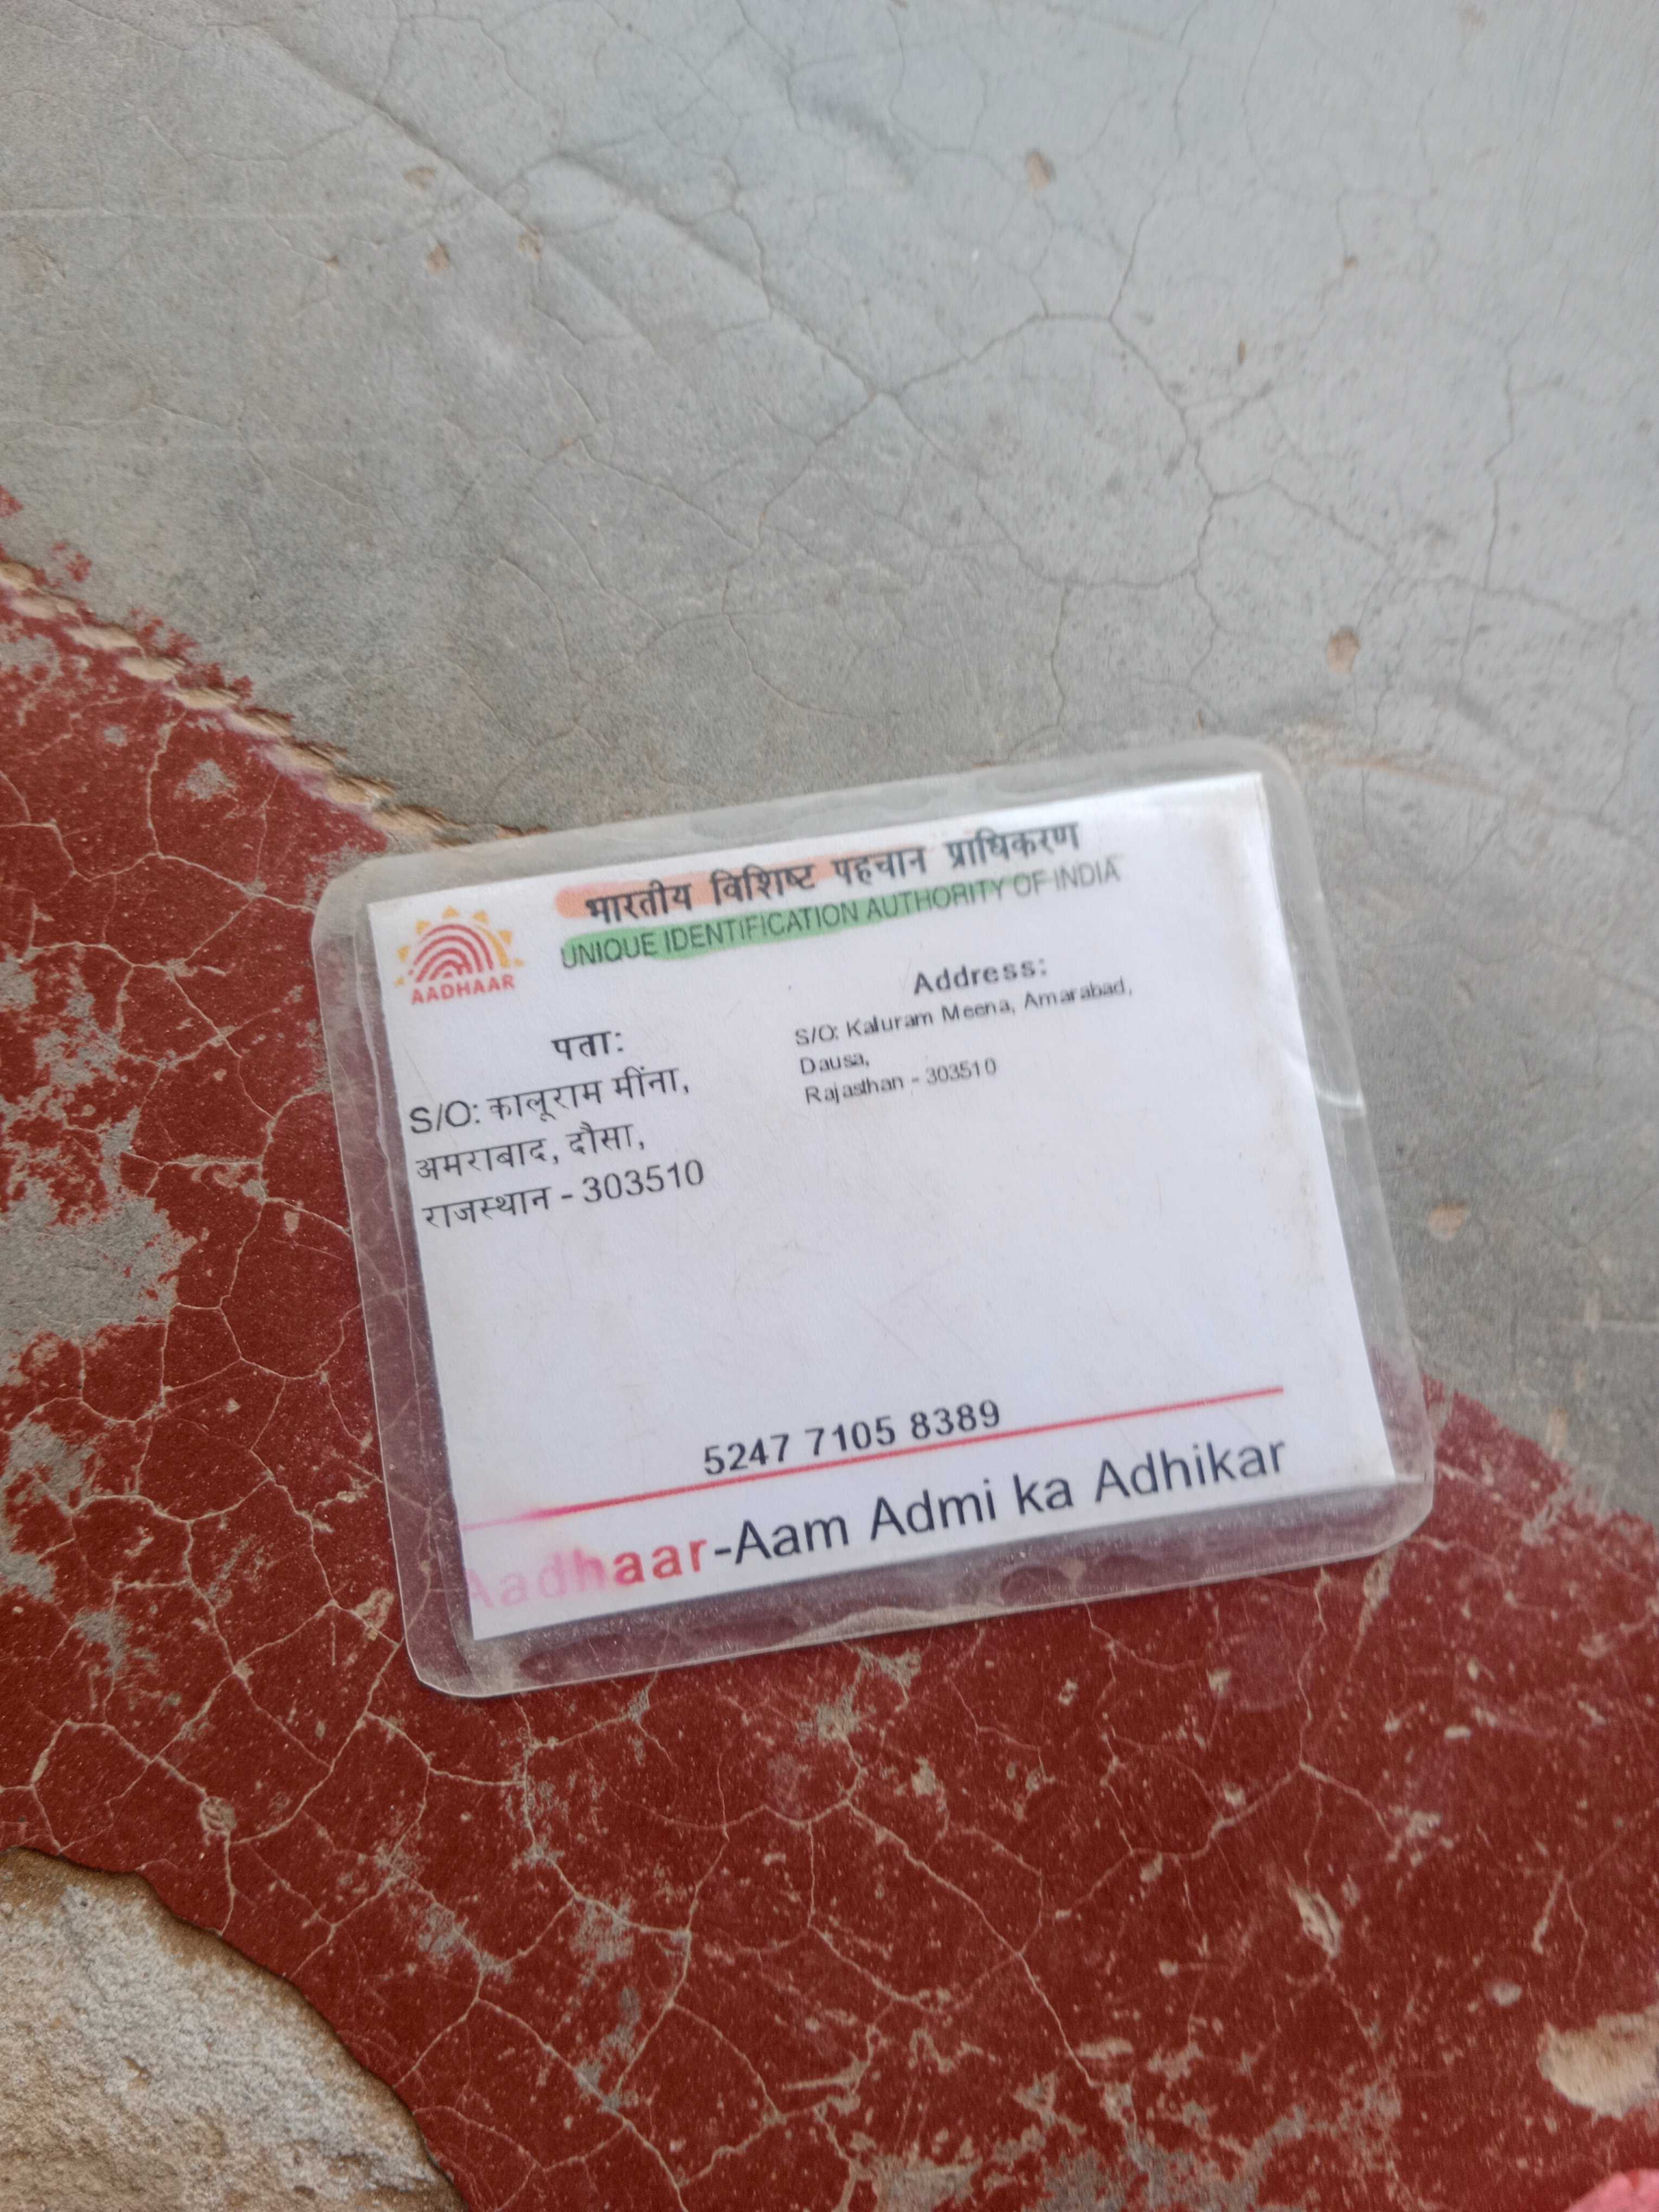 भारतीय विशिष्ट पहचान प्राधिकरण
UNIQUE IDENTIFICATION AUTHORITY OF INDIA
AADHAAR
पता:
S/O: कालूराम मींना,
अमराबाद, दौसा,
राजस्थान - 303510
Address:
S/O: Kaluram Meena, Amarabad,
Dausa,
Rajasthan - 303510
5247 7105 8389
Aadhaar-Aam Admi ka Adhikar